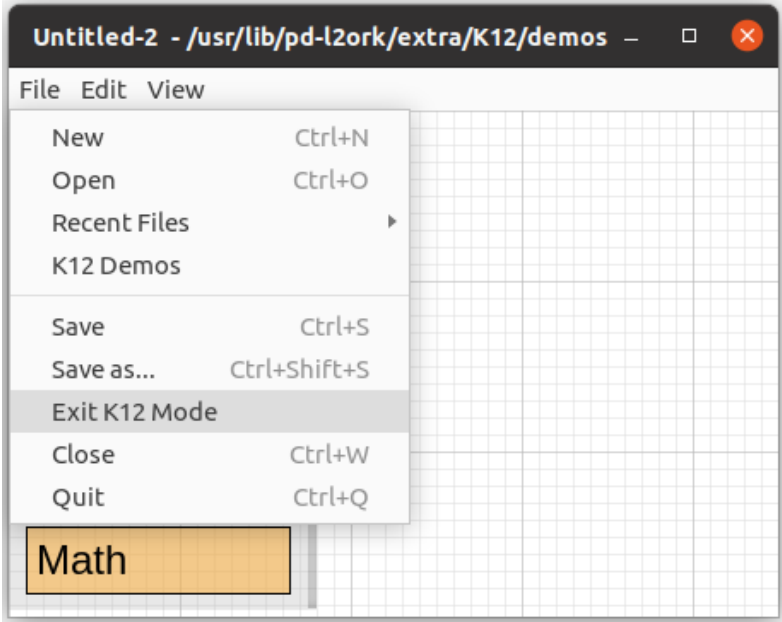 Untitled-2 - /usr/lib/pd-l2ork/extra/K12/demos
File Edit View
New Ctrl+N
Open Ctrl+O
Recent Files
K12 Demos
Save Ctrl+S
Save as... Ctrl+Shift+S
Exit K12 Mode
Close Ctrl+W
Quit Ctrl+Q
Math